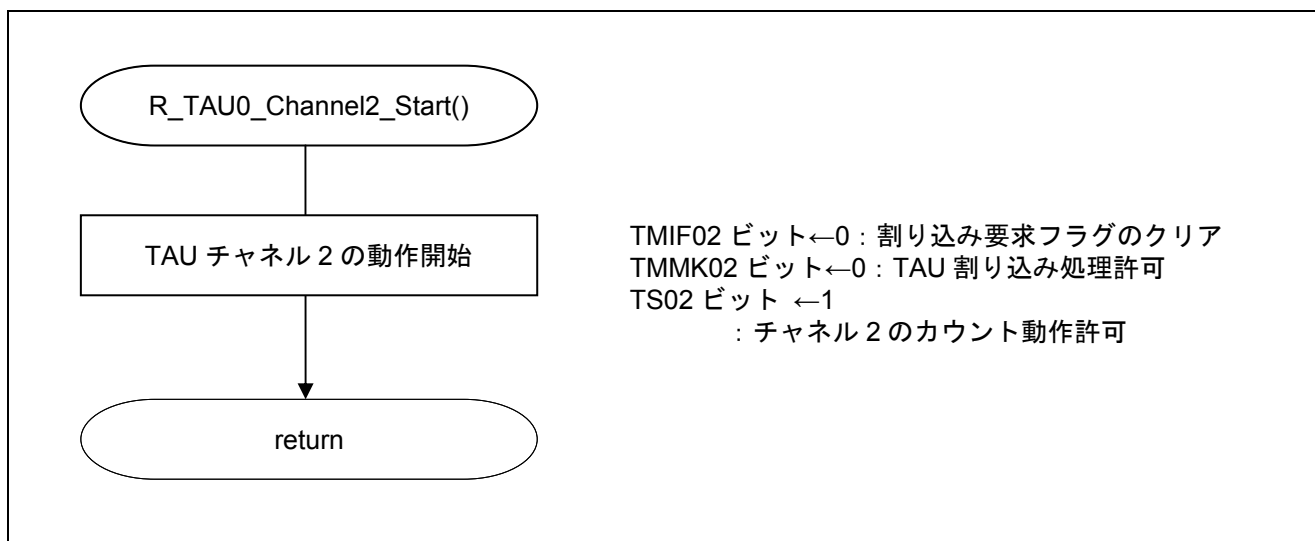 R_TAU0_Channel2_Start()
TAU チャネル 2 の動作開始
TMIF02 ビット←0：割り込み要求フラグのクリア
TMMK02 ビット←0：TAU 割り込み処理許可
TS02 ビット ←1
：チャネル 2 のカウント動作許可
return